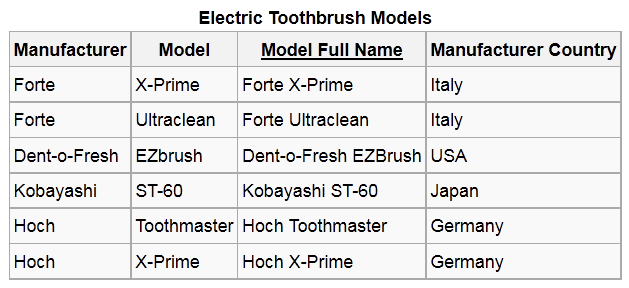 Electric Toothbrush Models
Manufacturer Model Model Full Name Manufacturer Country
Forte X-Prime Forte X-Prime Italy
Forte Ultraclean Forte Ultraclean Italy
Dent-o-Fresh EZbrush Dent-o-Fresh EZBrush USA
Kobayashi ST-60 Kobayashi ST-60 Japan
Hoch Toothmaster Hoch Toothmaster Germany
Hoch X-Prime Hoch X-Prime Germany